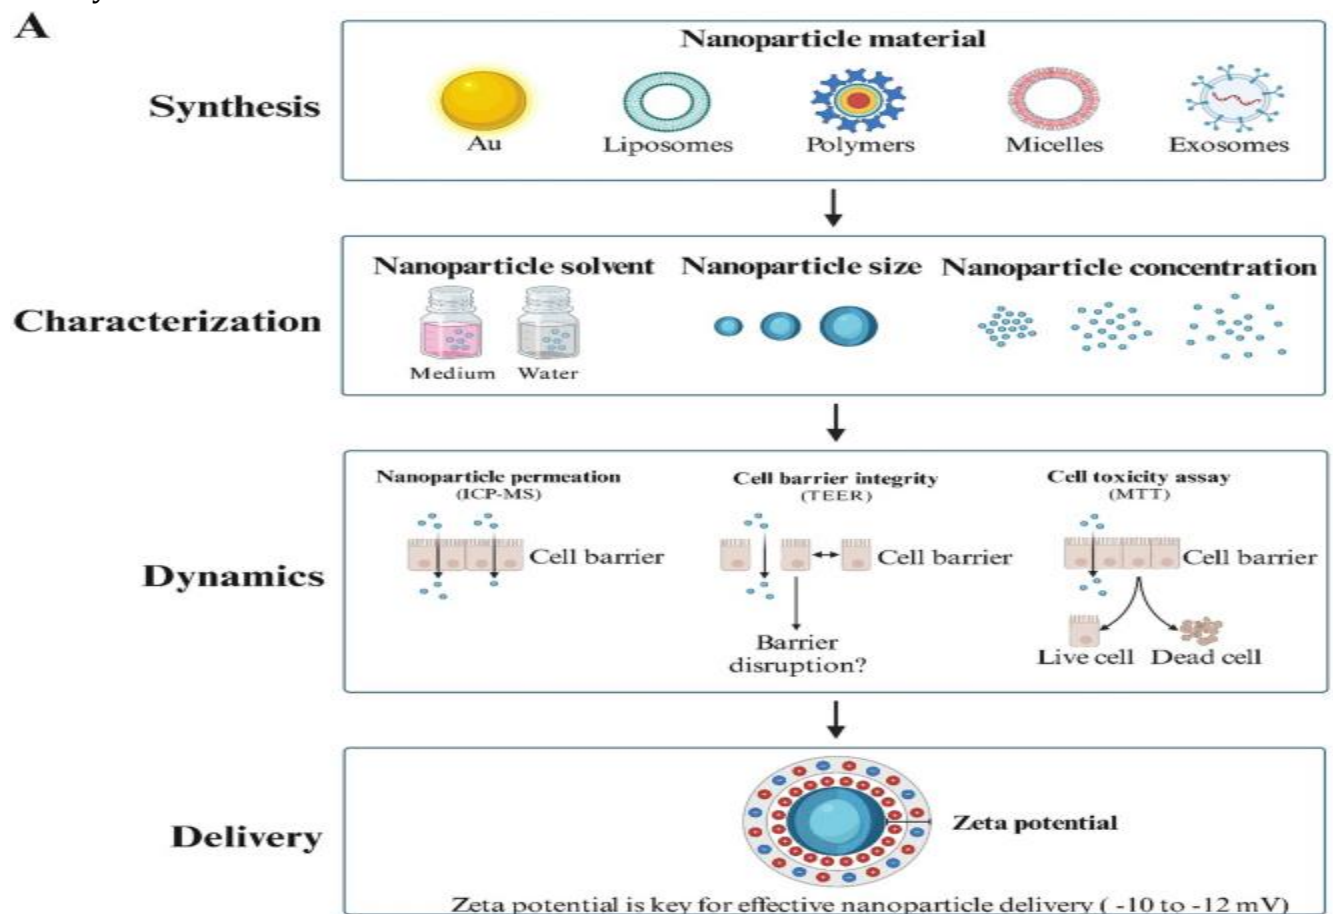 A
Synthesis
Nanoparticle material
Au
Liposomes
Polymers
Micelles
Exosomes
Characterization
Nanoparticle solvent
Nanoparticle size
Nanoparticle concentration
Medium
Water
Dynamics
Nanoparticle permeation
(ICP-MS)
Cell barrier
Cell barrier integrity
(TEER)
Cell barrier
Barrier
disruption?
Cell toxicity assay
(MTT)
Cell barrier
Live cell
Dead cell
Delivery
Zeta potential
Zeta potential is key for effective nanoparticle delivery ( -10 to -12 mV)